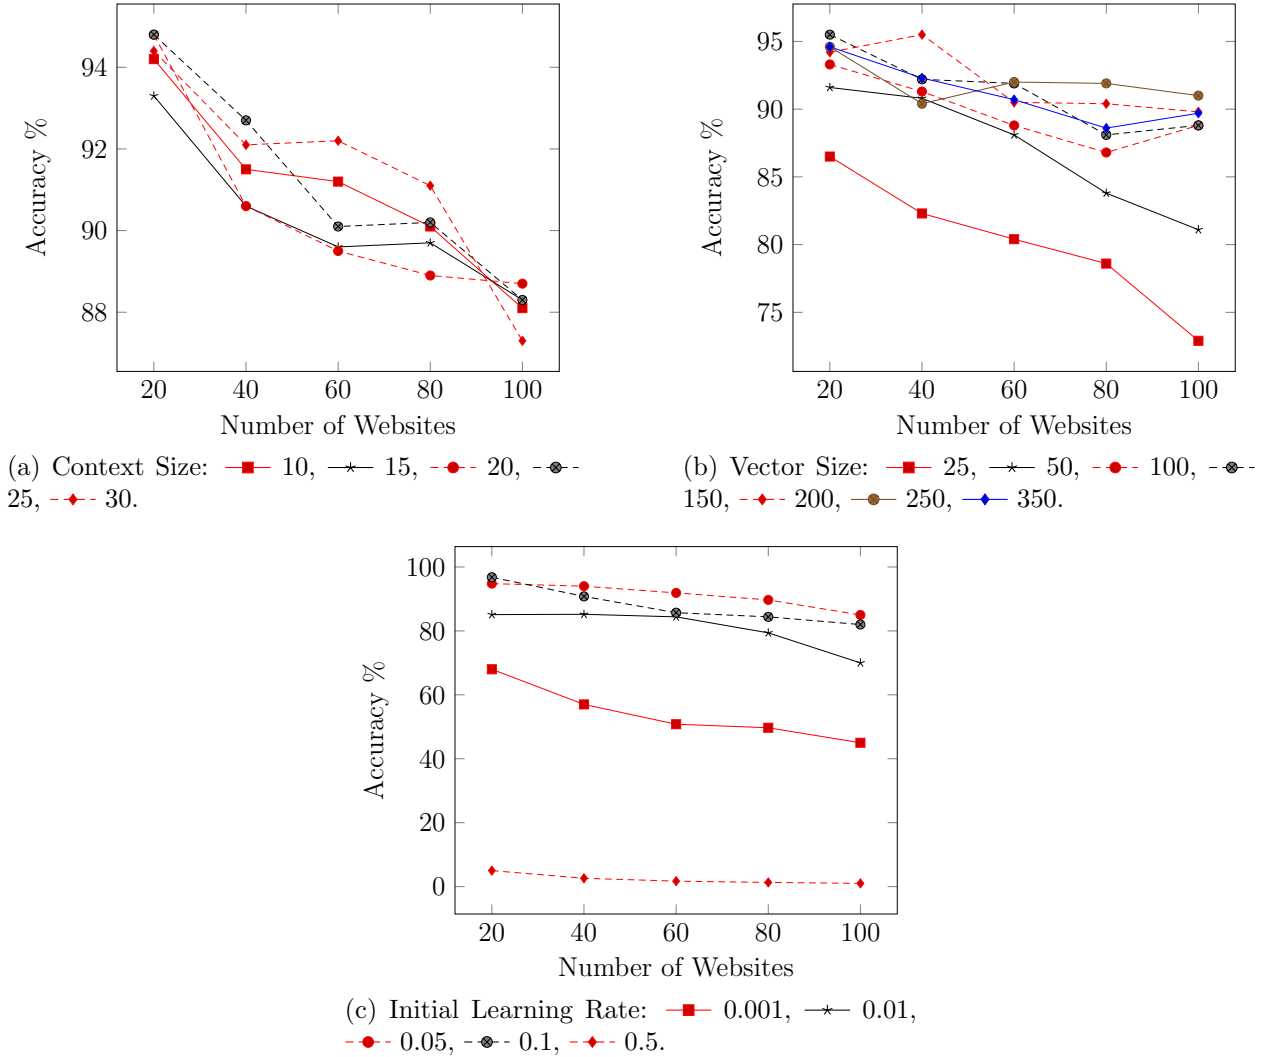 94
92
90
88
Accuracy %
20 40 60 80 100
Number of Websites
(a) Context Size: 10, 15, 20,
25, 30.
95
90
85
80
75
Accuracy %
20 40 60 80 100
Number of Websites
(b) Vector Size: 25, 50, 100,
150, 200, 250, 350.
100
80
60
40
20
0
Accuracy %
20 40 60 80 100
Number of Websites
(c) Initial Learning Rate: 0.001, 0.01,
0.05, 0.1, 0.5.